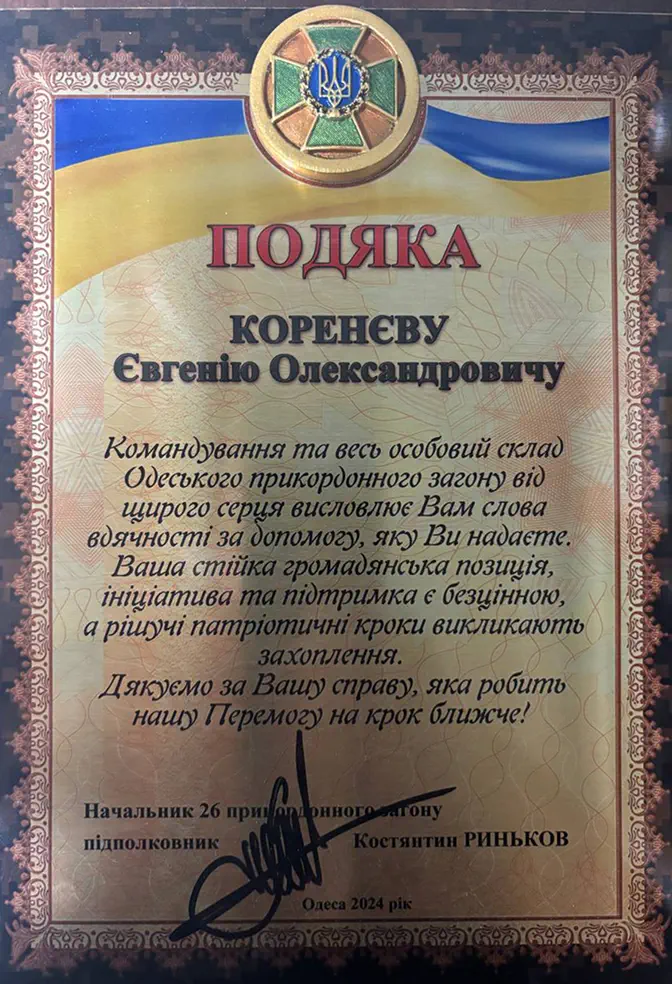 ПОДЯКА
КОРЕНЄВУ
Євгенію Олександровичу
Командування та весь особовий склад
Одеського прикордонного загону від
щирого серця висловлює Вам слова
вдячності за допомогу, яку Ви надаєте.
Ваша стійка громадянська позиція,
ініціатива та підтримка є безцінною,
а рішучі патріотичні кроки викликають
захоплення.
Дякуємо за Вашу справу, яка робить
нашу Перемогу на крок ближче!
Начальник 26 прикордонного загону
підполковник Костянтин РИНЬКОВ
Одеса 2024 рік